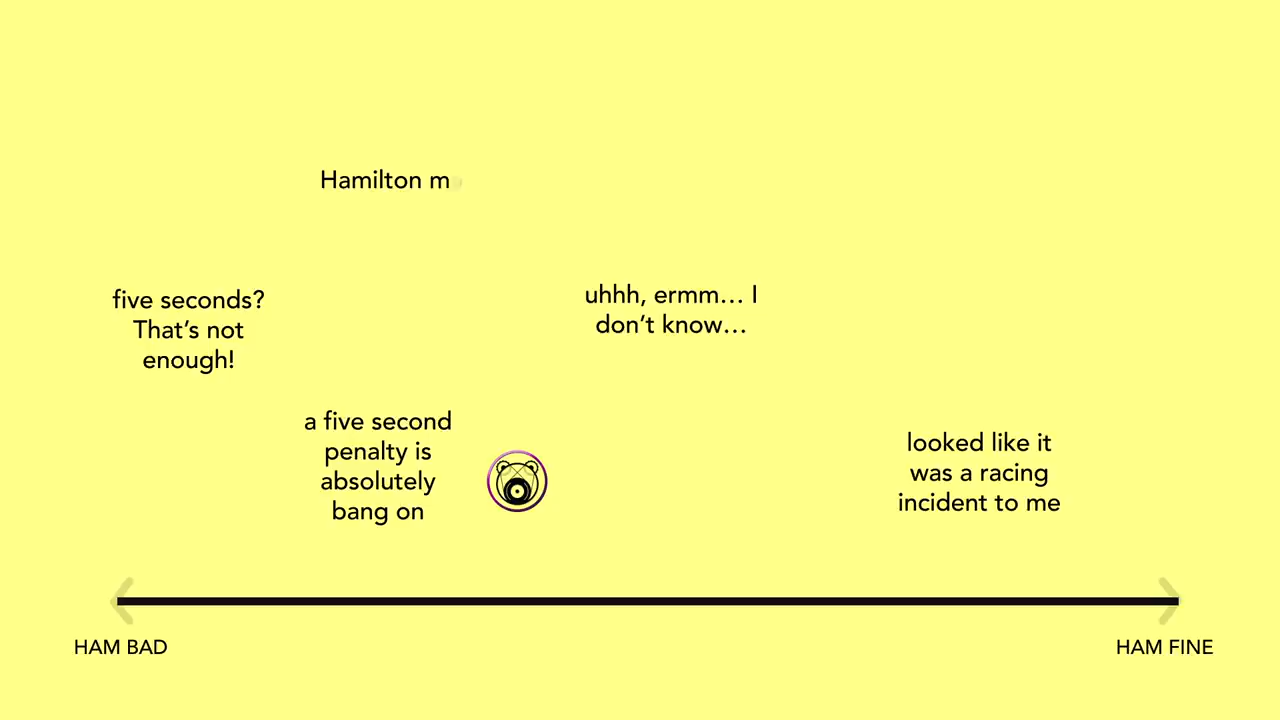 Hamilton m
five seconds?
That's not
enough!
uhhh, ermm… I
don't know…
a five second
penalty is
absolutely
bang on
looked like it
was a racing
incident to me
HAM BAD
HAM FINE